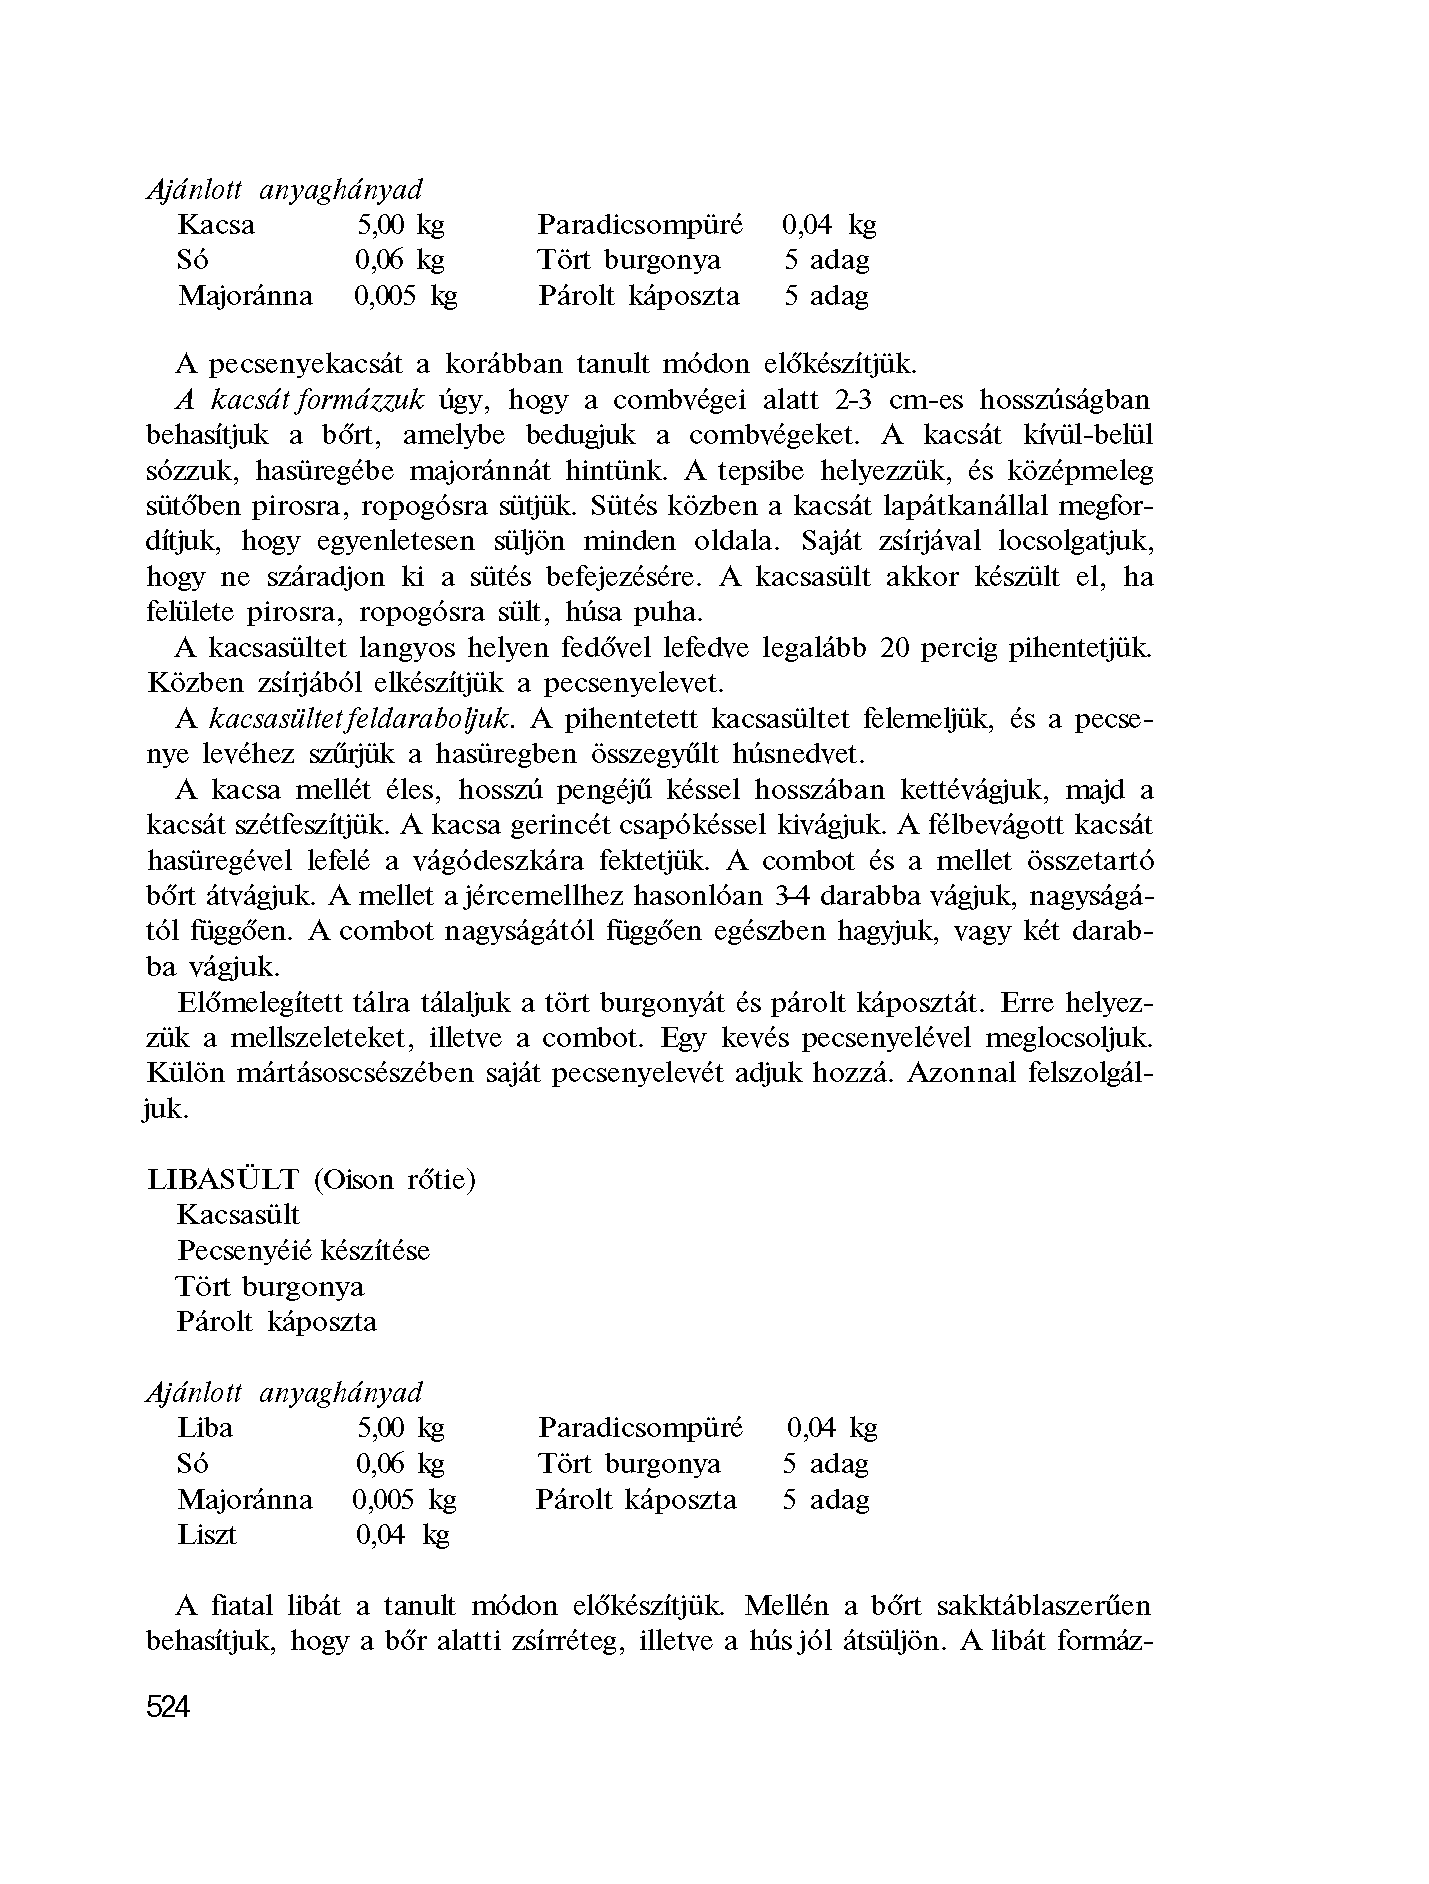 Ajánlott anyaghányad
Kacsa 5,00 kg Paradicsompüré 0,04 kg
Só 0,06 kg Tört burgonya 5 adag
Majoránna 0,005 kg Párolt káposzta 5 adag
A pecsenyekacsát a korábban tanult módon előkészítjük.
A kacsát formázzuk úgy, hogy a combvégei alatt 2-3 cm-es hosszúságban
behasítjuk a bőrt, amelybe bedugjuk a combvégeket. A kacsát kívül-belül
sózzuk, hasüregébe majoránnát hintünk. A tepsibe helyezzük, és középmeleg
sütőben pirosra, ropogósra sütjük. Sütés közben a kacsát lapátkanállal megfor-
dítjuk, hogy egyenletesen süljön minden oldala. Saját zsírjával locsolgatjuk,
hogy ne száradjon ki a sütés befejezésére. A kacsasült akkor készült el, ha
felülete pirosra, ropogósra sült, húsa puha.
A kacsasültet langyos helyen fedővel lefedve legalább 20 percig pihentetjük.
Közben zsírjából elkészítjük a pecsenyelevet.
A kacsasültet feldaraboljuk. A pihentetett kacsasültet felemeljük, és a pecse-
nye levéhez szűrjük a hasüregben összegyűlt húsnedvet.
A kacsa mellét éles, hosszú pengéjű késsel hosszában kettévágjuk, majd a
kacsát szétfeszítjük. A kacsa gerincét csapókéssel kivágjuk. A félbevágott kacsát
hasüregével lefelé a vágódeszkára fektetjük. A combot és a mellet összetartó
bőrt átvágjuk. A mellet a jércemellhez hasonlóan 3-4 darabba vágjuk, nagyságá-
tól függően. A combot nagyságától függően egészben hagyjuk, vagy két darab-
ba vágjuk.
Előmelegített tálra tálaljuk a tört burgonyát és párolt káposztát. Erre helyez-
zük a mellszeleteket, illetve a combot. Egy kevés pecsenyelével meglocsoljuk.
Külön mártásoscsészében saját pecsenyelevét adjuk hozzá. Azonnal felszolgál-
juk.
LIBASÜLT (Oison rőtie)
Kacsasült
Pecsenyéié készítése
Tört burgonya
Párolt káposzta
Ajánlott anyaghányad
Liba 5,00 kg Paradicsompüré 0,04 kg
Só 0,06 kg Tört burgonya 5 adag
Majoránna 0,005 kg Párolt káposzta 5 adag
Liszt 0,04 kg
A fiatal libát a tanult módon előkészítjük. Mellén a bőrt sakktáblaszerűen
behasítjuk, hogy a bőr alatti zsírréteg, illetve a hús jól átsüljön. A libát formáz-
524